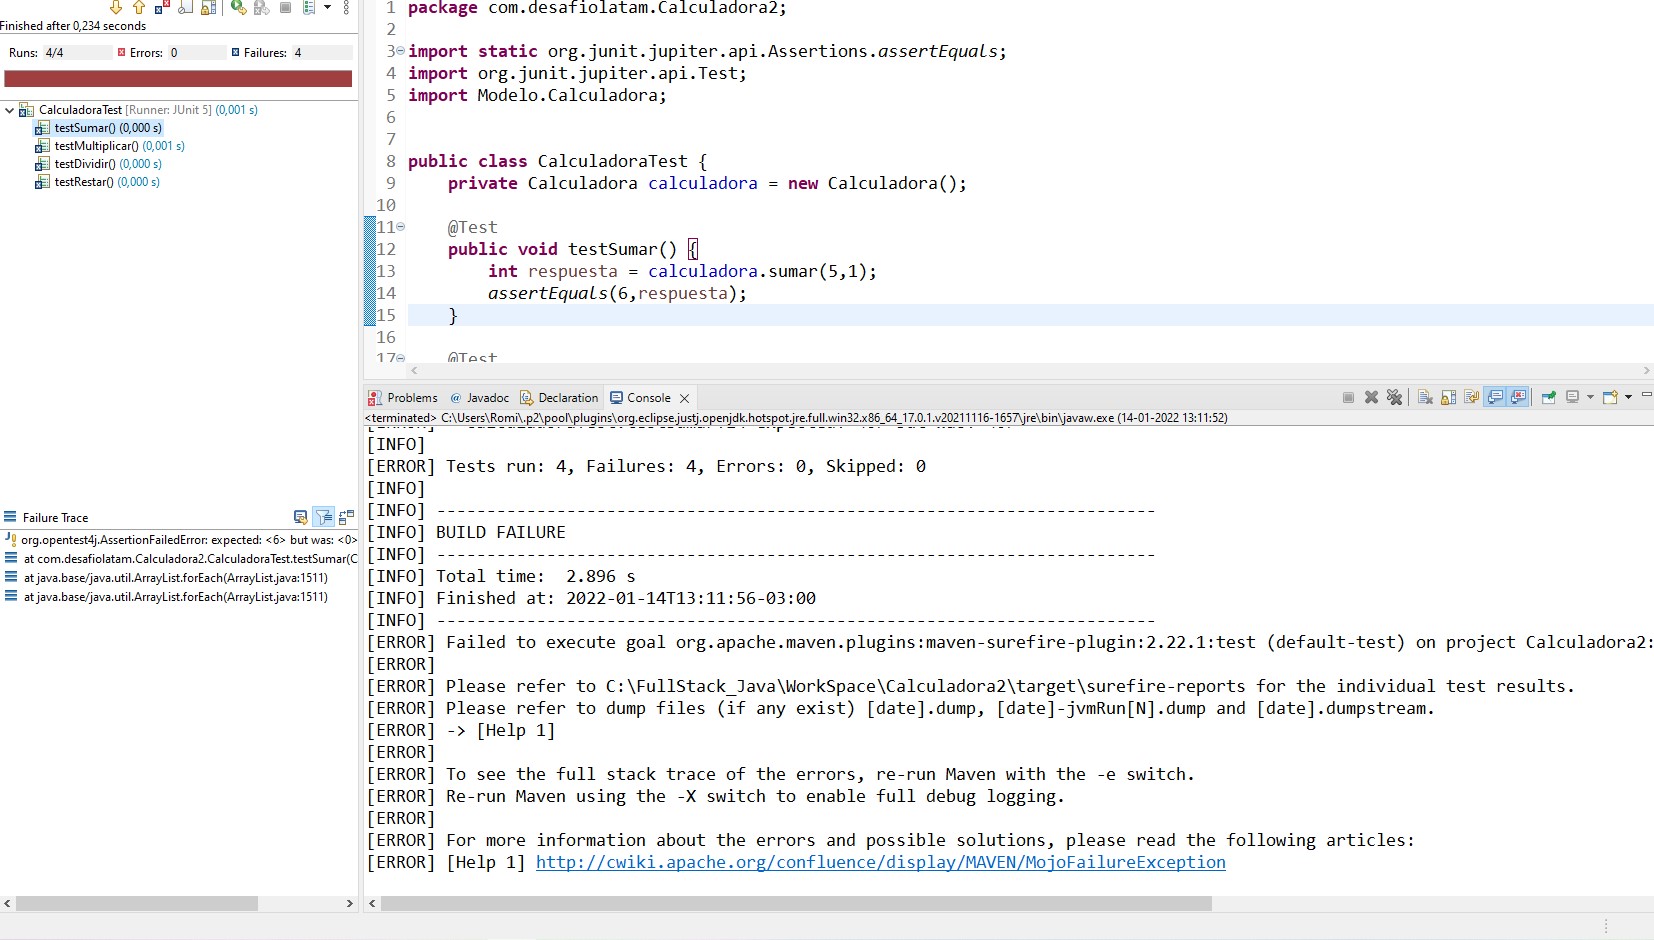 Finished after 0,234 seconds
Runs: 4/4 Errors: 0 Failures: 4
CalculadoraTest [Runner: JUnit 5] (0,001 s)
testSumar() (0,000 s)
testMultiplicar() (0,001 s)
testDividir() (0,000 s)
testRestar() (0,000 s)
Failure Trace
org.opentest4j.AssertionFailedError: expected: <6> but was: <0>
at com.desafiolatam.Calculadora2.CalculadoraTest.testSumar(C
at java.base/java.util.ArrayList.forEach(ArrayList.java:1511)
at java.base/java.util.ArrayList.forEach(ArrayList.java:1511)
1 package com.desafiolatam.Calculadora2;
2
3 import static org.junit.jupiter.api.Assertions.assertEquals;
4 import org.junit.jupiter.api.Test;
5 import Modelo.Calculadora;
6
7
8 public class CalculadoraTest {
9 private Calculadora calculadora = new Calculadora();
10
11 @Test
12 public void testSumar() {
13 int respuesta = calculadora.sumar(5,1);
14 assertEquals(6,respuesta);
15 }
16
17 @Test
Problems @ Javadoc Declaration Console
<terminated> C:\Users\Romi\.p2\pool\plugins\org.eclipse.justj.openjdk.hotspot.jre.full.win32.x86_64_17.0.1.v20211116-1657\jre\bin\javaw.exe (14-01-2022 13:11:52)
[INFO]
[ERROR] Tests run: 4, Failures: 4, Errors: 0, Skipped: 0
[INFO]
[INFO] ------------------------------------------------------------------------
[INFO] BUILD FAILURE
[INFO] ------------------------------------------------------------------------
[INFO] Total time:  2.896 s
[INFO] Finished at: 2022-01-14T13:11:56-03:00
[INFO] ------------------------------------------------------------------------
[ERROR] Failed to execute goal org.apache.maven.plugins:maven-surefire-plugin:2.22.1:test (default-test) on project Calculadora2:
[ERROR]
[ERROR] Please refer to C:\FullStack_Java\WorkSpace\Calculadora2\target\surefire-reports for the individual test results.
[ERROR] Please refer to dump files (if any exist) [date].dump, [date]-jvmRun[N].dump and [date].dumpstream.
[ERROR] -> [Help 1]
[ERROR]
[ERROR] To see the full stack trace of the errors, re-run Maven with the -e switch.
[ERROR] Re-run Maven using the -X switch to enable full debug logging.
[ERROR]
[ERROR] For more information about the errors and possible solutions, please read the following articles:
[ERROR] [Help 1] http://cwiki.apache.org/confluence/display/MAVEN/MojoFailureException